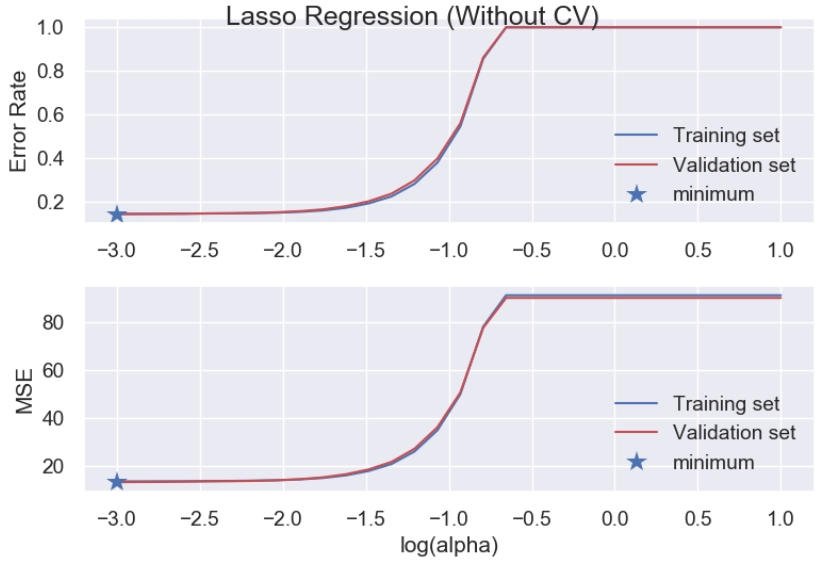 Lasso Regression (Without CV)
1.0
0.8
0.6
0.4
0.2
Error Rate
Training set
Validation set
minimum
−3.0 −2.5 −2.0 −1.5 −1.0 −0.5 0.0 0.5 1.0
80
60
40
20
MSE
Training set
Validation set
minimum
−3.0 −2.5 −2.0 −1.5 −1.0 −0.5 0.0 0.5 1.0
log(alpha)